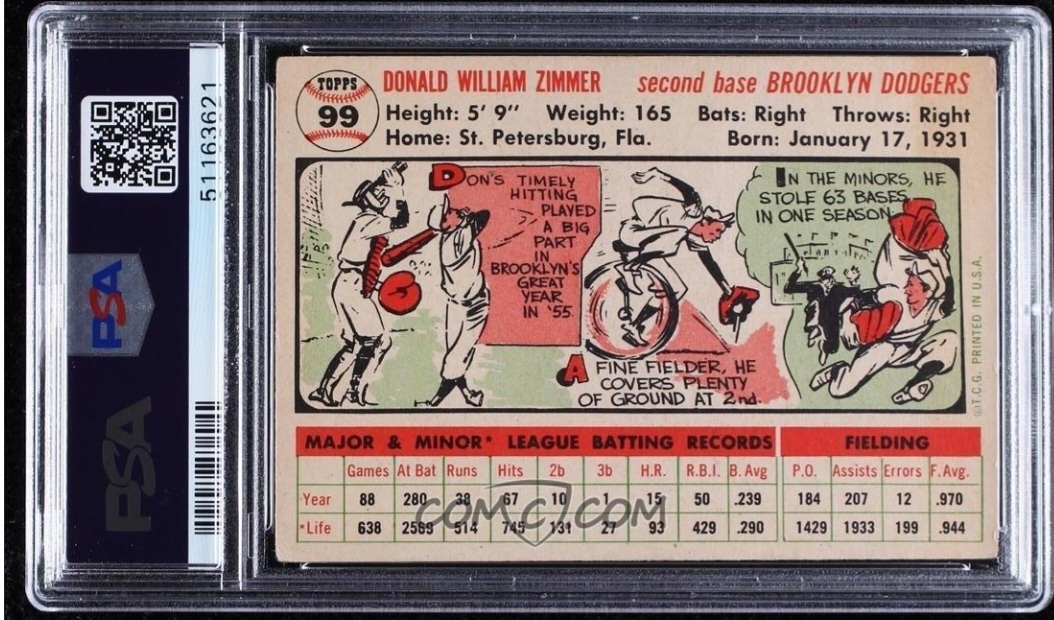 51163621
PSA
PSA
TOPPS
99
DONALD WILLIAM ZIMMER second base BROOKLYN DODGERS
Height: 5' 9" Weight: 165 Bats: Right Throws: Right
Home: St. Petersburg, Fla. Born: January 17, 1931
DON'S TIMELY
HITTING
PLAYED
A BIG
PART
IN
BROOKLYN'S
GREAT
YEAR
IN '55.
A FINE FIELDER, HE
COVERS PLENTY
OF GROUND AT 2nd.
IN THE MINORS, HE
STOLE 63 BASES
IN ONE SEASON.
©T.C.G. PRINTED IN U.S.A.
MAJOR & MINOR* LEAGUE BATTING RECORDS FIELDING
Games At Bat Runs Hits 2b 3b H.R. R.B.I. B. Avg P.O. Assists Errors F. Avg.
Year 88 280 38 67 10 1 15 50 .239 184 207 12 .970
*Life 638 2569 514 745 131 27 93 429 .290 1429 1933 199 .944
COMC COM